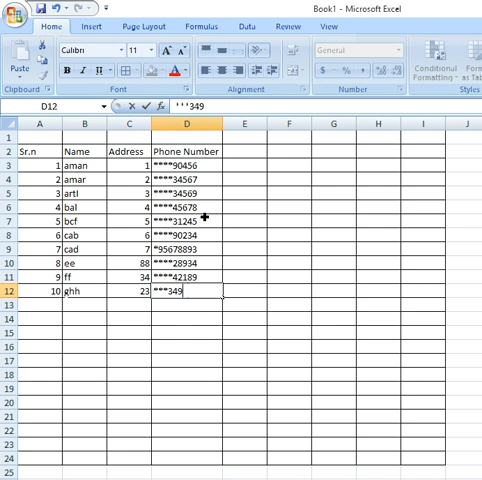 Book1 - Microsoft Excel
Home Insert Page Layout Formulas Data Review View
Calibri 11 A A General
Paste B I U A $ % , Conditional Format
Formatting as Tab
Clipboard Font Alignment Number Styles
D12 fx '''349
A B C D E F G H I J
1
2 Sr.n Name Address Phone Number
3 1 aman 1 ****90456
4 2 amar 2 ****34567
5 3 artI 3 ****34569
6 4 bal 4 ****45678
7 5 bcf 5 ****31245
8 6 cab 6 ****90234
9 7 cad 7 *95678893
10 8 ee 88 ****28934
11 9 ff 34 ****42189
12 10 ghh 23 ***349
13
14
15
16
17
18
19
20
21
22
23
24
25